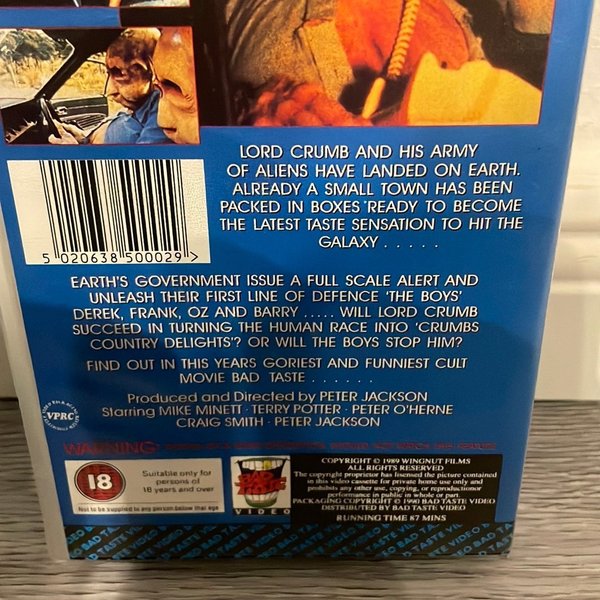 LORD CRUMB AND HIS ARMY
OF ALIENS HAVE LANDED ON EARTH.
ALREADY A SMALL TOWN HAS BEEN
PACKED IN BOXES 'READY TO BECOME
THE LATEST TASTE SENSATION TO HIT THE
GALAXY . . . . .
5 020638 500029 >
EARTH'S GOVERNMENT ISSUE A FULL SCALE ALERT AND
UNLEASH THEIR FIRST LINE OF DEFENCE 'THE BOYS'
DEREK, FRANK, OZ AND BARRY ..... WILL LORD CRUMB
SUCCEED IN TURNING THE HUMAN RACE INTO 'CRUMBS
COUNTRY DELIGHTS'? OR WILL THE BOYS STOP HIM?
FIND OUT IN THIS YEARS GORIEST AND FUNNIEST CULT
MOVIE BAD TASTE . . . . . .
Produced and Directed by PETER JACKSON
Starring MIKE MINETT · TERRY POTTER · PETER O'HERNE
CRAIG SMITH · PETER JACKSON
VPRC
WARNING:
18
Suitable only for
persons of
18 years and over
Not to be supplied to any person below that age
BAD TASTE
VIDEO
COPYRIGHT © 1989 WINGNUT FILMS
ALL RIGHTS RESERVED
The copyright proprietor has licensed the picture contained
in this video cassette for private home use only and
prohibits any other use, copying, or reproduction or
performance in public in whole or part.
PACKAGING COPYRIGHT © 1990 BAD TASTE VIDEO
DISTRIBUTED BY BAD TASTE VIDEO
RUNNING TIME 87 MINS
BAD TASTE VIDEO BAD TASTE VIDEO BAD TASTE VIDEO